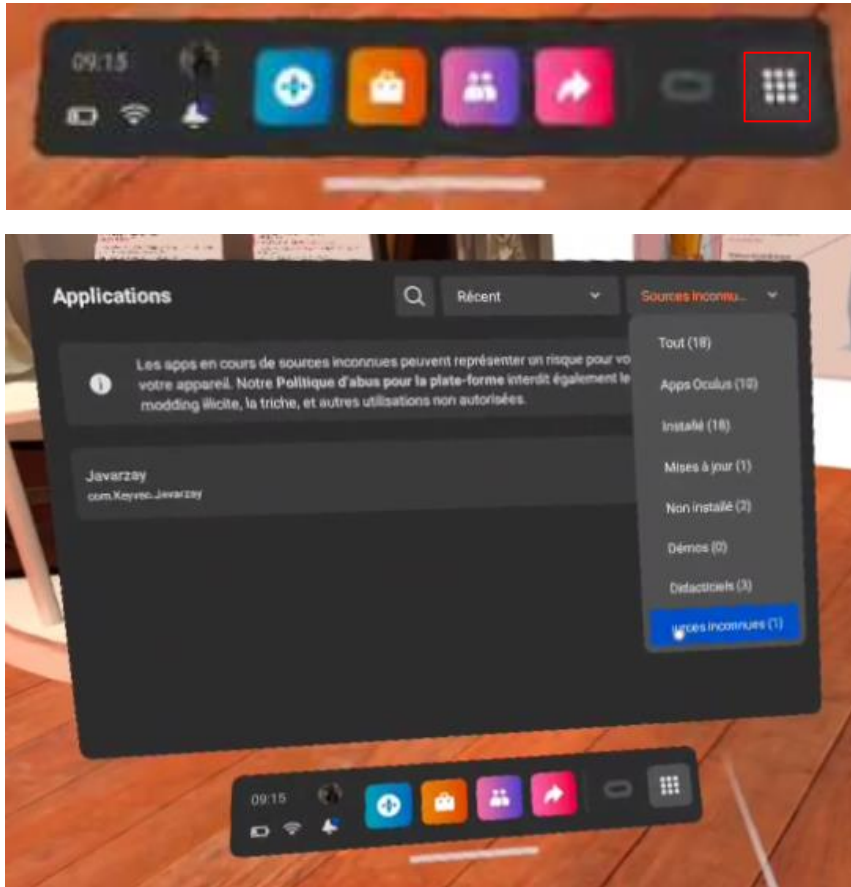 09:15
Applications
Récent
Sources Inconnu...
Tout (18)
Les apps en cours de sources inconnues peuvent représenter un risque pour vo
votre appareil. Notre Politique d'abus pour la plate-forme interdit également le
modding illicite, la triche, et autres utilisations non autorisées.
Apps Oculus (10)
Installé (18)
Mises à jour (1)
Javarzay
com.Keyvec.Javarzay
Non installé (2)
Démos (0)
Didacticiels (3)
urces inconnues (1)
09:15